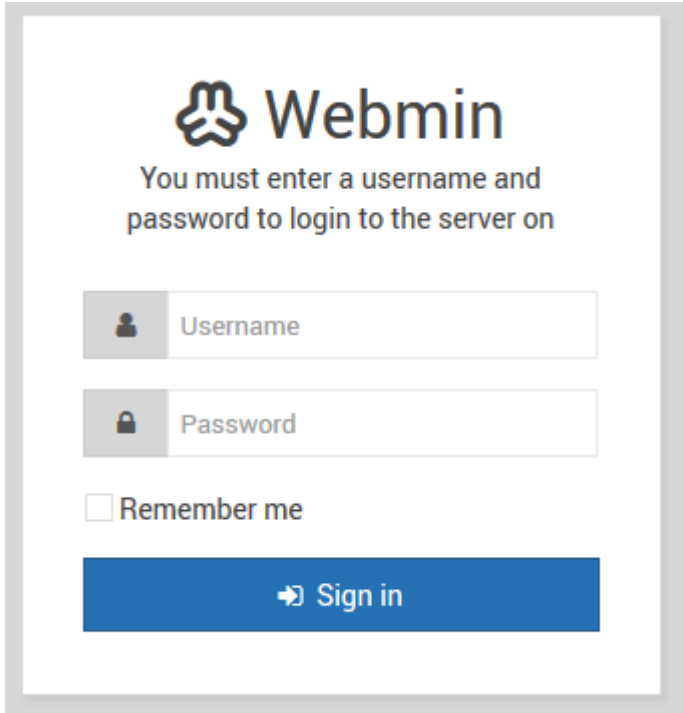 Webmin
You must enter a username and
password to login to the server on
Username
Password
Remember me
Sign in